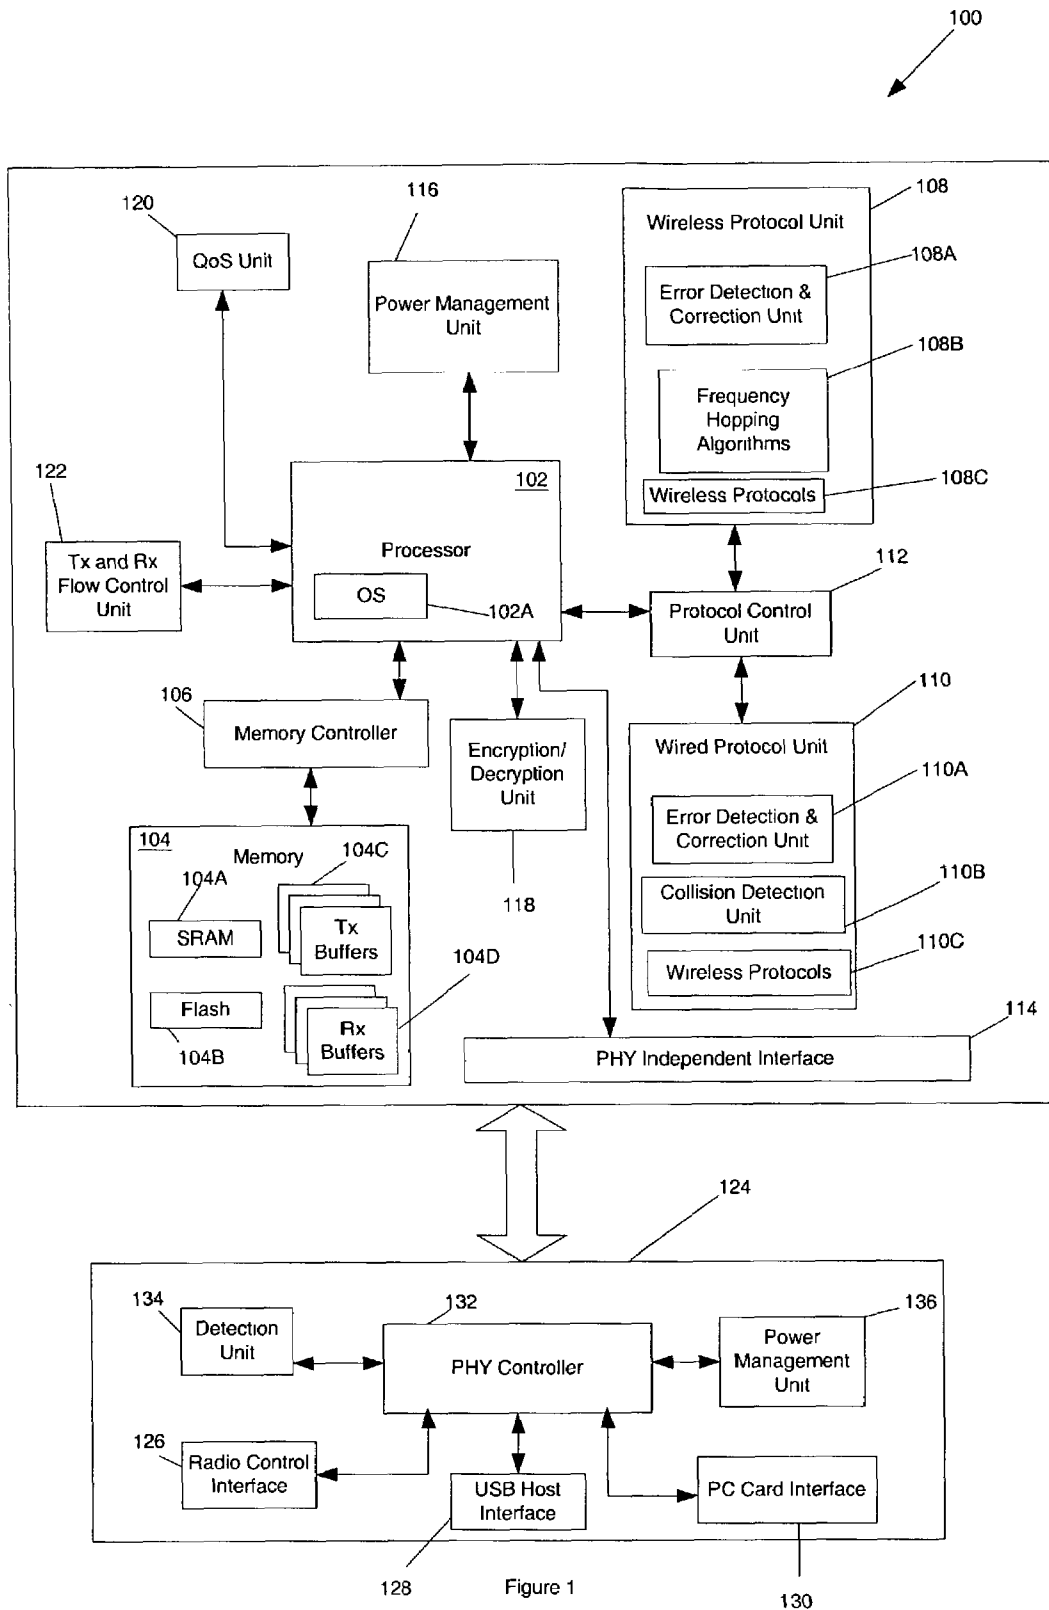 100
108
116
120
Wireless Protocol Unit
QoS Unit
108A
Error Detection &
Correction Unit
Power Management
Unit
108B
Frequency
Hopping
Algorithms
122
102
108C
Wireless Protocols
Processor
Tx and Rx
Flow Control
Unit
112
OS
102A
Protocol Control
Unit
106
110
Memory Controller
Wired Protocol Unit
Encryption/
Decryption
Unit
110A
Error Detection &
Correction Unit
104
Memory
104C
104A
118
110B
Collision Detection
Unit
Tx
Buffers
SRAM
110C
104D
Wireless Protocols
Flash
114
Rx
Buffers
104B
PHY Independent Interface
124
134
132
136
Detection
Unit
PHY Controller
Power
Management
Unit
126
Radio Control
Interface
USB Host
Interface
PC Card Interface
128
Figure 1
130